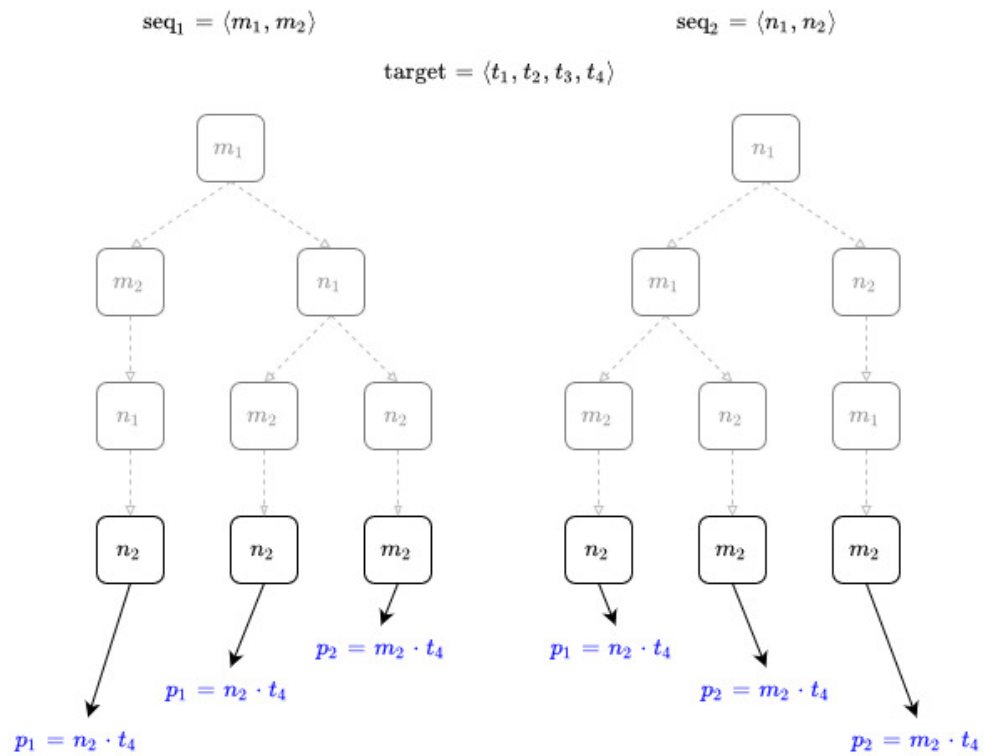 seq₁ = ⟨m₁, m₂⟩ seq₂ = ⟨n₁, n₂⟩
target = ⟨t₁, t₂, t₃, t₄⟩
m₁ n₁
m₂ n₁ m₁ n₂
n₁ m₂ n₂ m₂ n₂ m₁
n₂ n₂ m₂ n₂ m₂ m₂
p₂ = m₂ · t₄ p₁ = n₂ · t₄
p₁ = n₂ · t₄ p₂ = m₂ · t₄
p₁ = n₂ · t₄ p₂ = m₂ · t₄